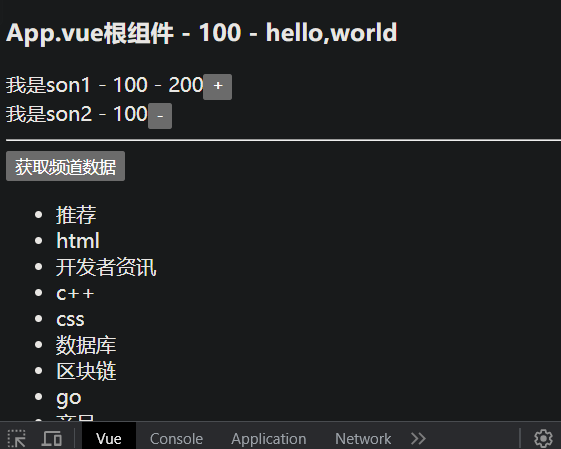 App.vue根组件 - 100 - hello,world
我是son1 - 100 - 200 +
我是son2 - 100 -
获取频道数据
推荐
html
开发者资讯
c++
css
数据库
区块链
go
Vue Console Application Network